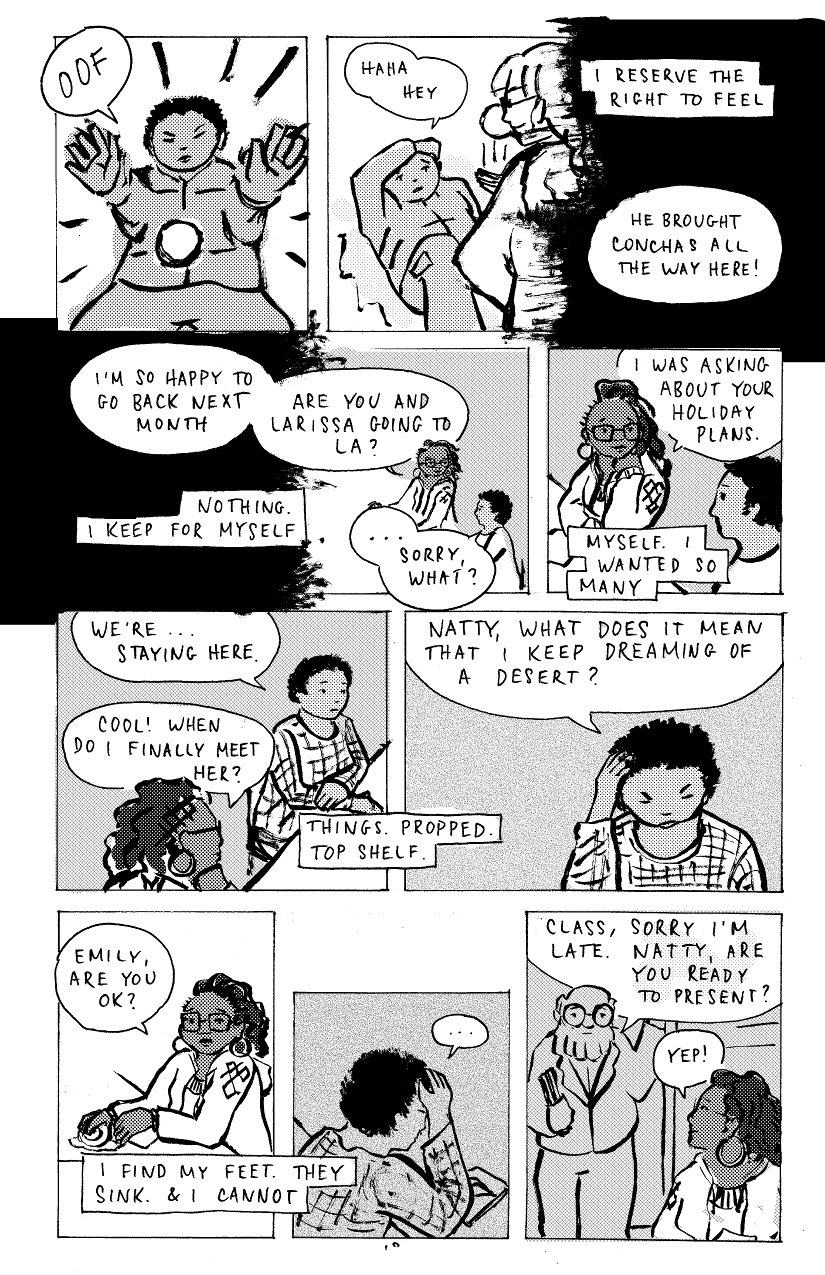 OOF
HAHA
HEY
I RESERVE THE
RIGHT TO FEEL
HE BROUGHT
CONCHAS ALL
THE WAY HERE!
I'M SO HAPPY TO
GO BACK NEXT
MONTH
ARE YOU AND
LARISSA GOING TO
LA?
NOTHING.
I KEEP FOR MYSELF
...
SORRY,
WHAT?
I WAS ASKING
ABOUT YOUR
HOLIDAY
PLANS.
MYSELF. I
WANTED SO
MANY
WE'RE ...
STAYING HERE.
COOL! WHEN
DO I FINALLY MEET
HER?
THINGS. PROPPED.
TOP SHELF.
NATTY, WHAT DOES IT MEAN
THAT I KEEP DREAMING OF
A DESERT?
EMILY,
ARE YOU
OK?
I FIND MY FEET. THEY
SINK. & I CANNOT
...
CLASS, SORRY I'M
LATE. NATTY, ARE
YOU READY
TO PRESENT?
YEP!